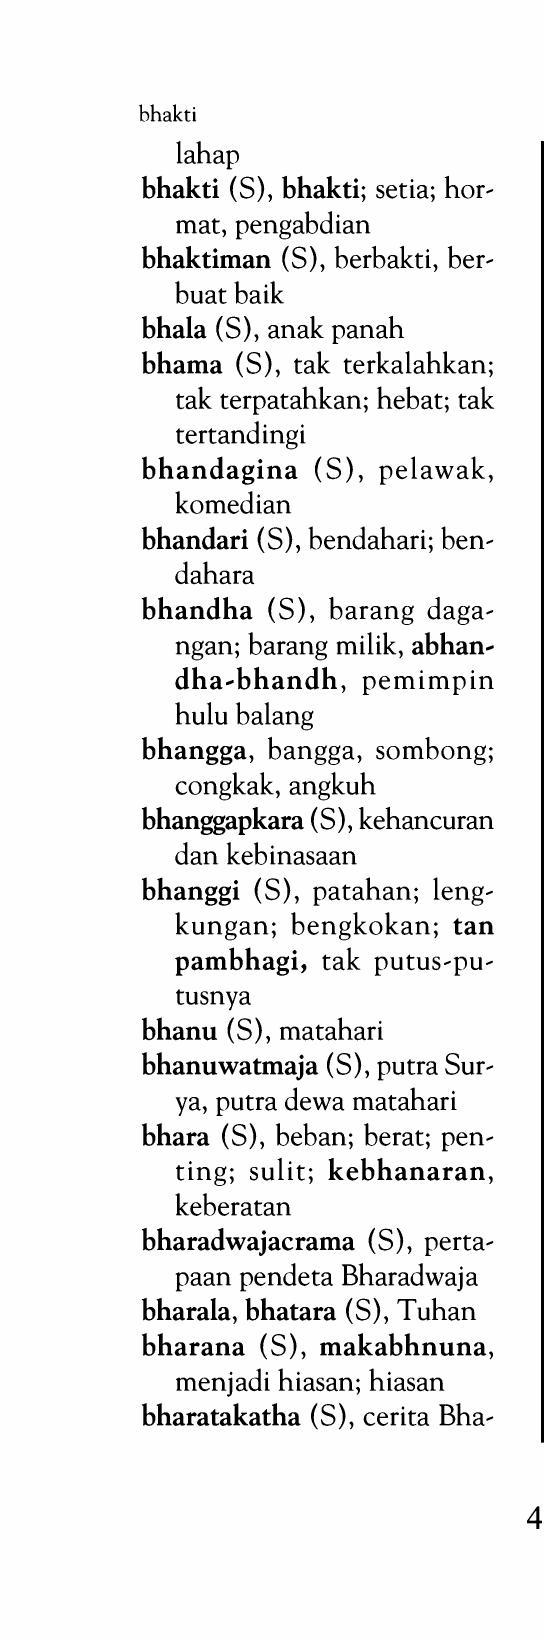 bhakti
lahap
bhakti (S), bhakti; setia; hor-
mat, pengabdian
bhaktiman (S), berbakti, ber-
buat baik
bhala (S), anak panah
bhama (S), tak terkalahkan;
tak terpatahkan; hebat; tak
tertandingi
bhandagina (S), pelawak,
komedian
bhandari (S), bendahari; ben-
dahara
bhandha (S), barang daga-
ngan; barang milik, abhan-
dha-bhandh, pemimpin
hulu balang
bhangga, bangga, sombong;
congkak, angkuh
bhanggapkara (S), kehancuran
dan kebinasaan
bhanggi (S), patahan; leng-
kungan; bengkokan; tan
pambhagi, tak putus-pu-
tusnya
bhanu (S), matahari
bhanuwatmaja (S), putra Sur-
ya, putra dewa matahari
bhara (S), beban; berat; pen-
ting; sulit; kebhanaran,
keberatan
bharadwajacrama (S), perta-
paan pendeta Bharadwaja
bharala, bhatara (S), Tuhan
bharana (S), makabhnuna,
menjadi hiasan; hiasan
bharatakatha (S), cerita Bha-
4